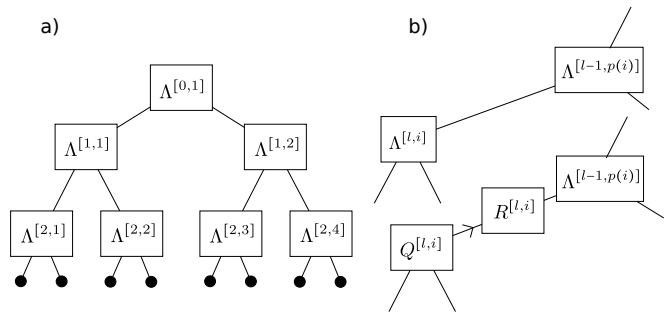 a)
Λ^{[0,1]}
Λ^{[1,1]} Λ^{[1,2]}
Λ^{[2,1]} Λ^{[2,2]} Λ^{[2,3]} Λ^{[2,4]}
b)
Λ^{[l−1,p(i)]}
Λ^{[l,i]}
Λ^{[l−1,p(i)]}
R^{[l,i]}
Q^{[l,i]}